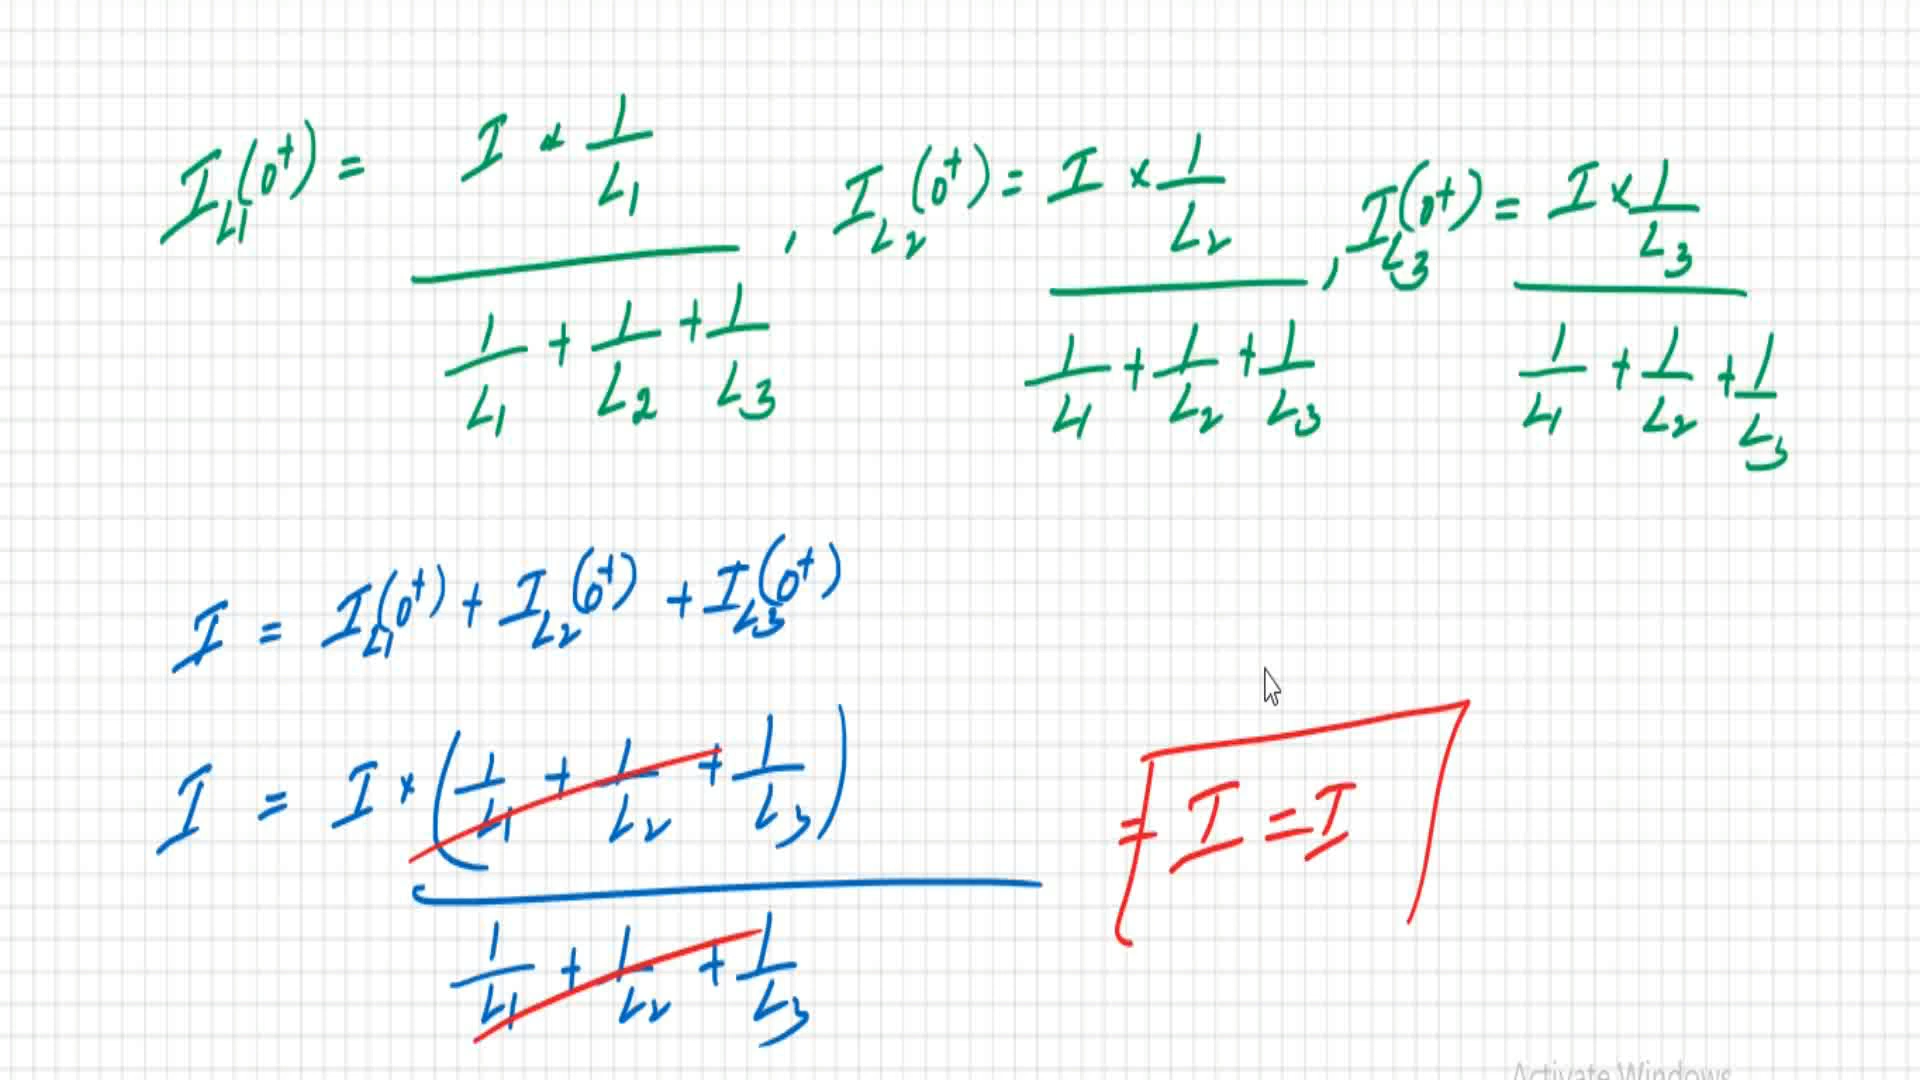 I_L1(0⁺) = (I × 1/L1) / (1/L1 + 1/L2 + 1/L3) , I_L2(0⁺) = (I × 1/L2) / (1/L1 + 1/L2 + 1/L3) , I_L3(0⁺) = (I × 1/L3) / (1/L1 + 1/L2 + 1/L3)
I = I_L1(0⁺) + I_L2(0⁺) + I_L3(0⁺)
I = I × (1/L1 + 1/L2 + 1/L3) / (1/L1 + 1/L2 + 1/L3) = I = I
Activate Windows